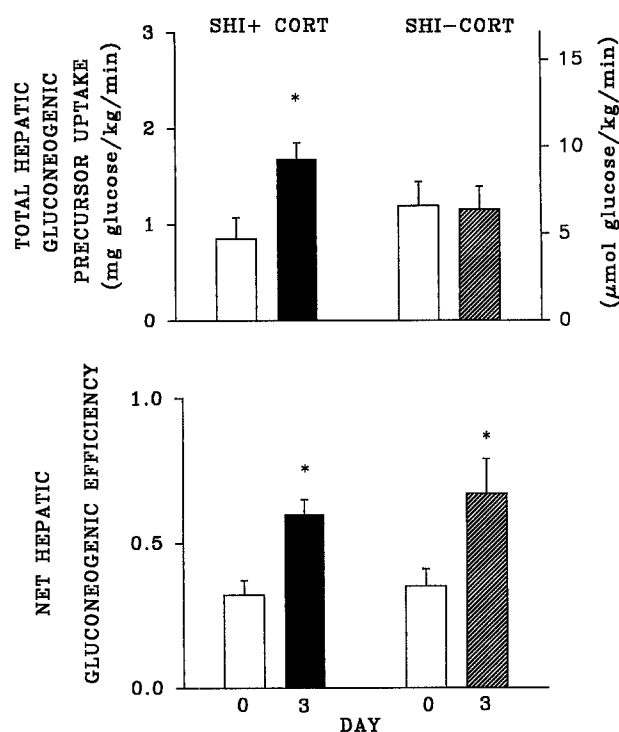 SHI+ CORT
SHI-CORT
TOTAL HEPATIC
GLUCONEOGENIC
PRECURSOR UPTAKE
(mg glucose/kg/min)
3
2
1
0
*
15
10
5
0
(μmol glucose/kg/min)
NET HEPATIC
GLUCONEOGENIC EFFICIENCY
1.0
0.5
0.0
*
*
0
3
0
3
DAY